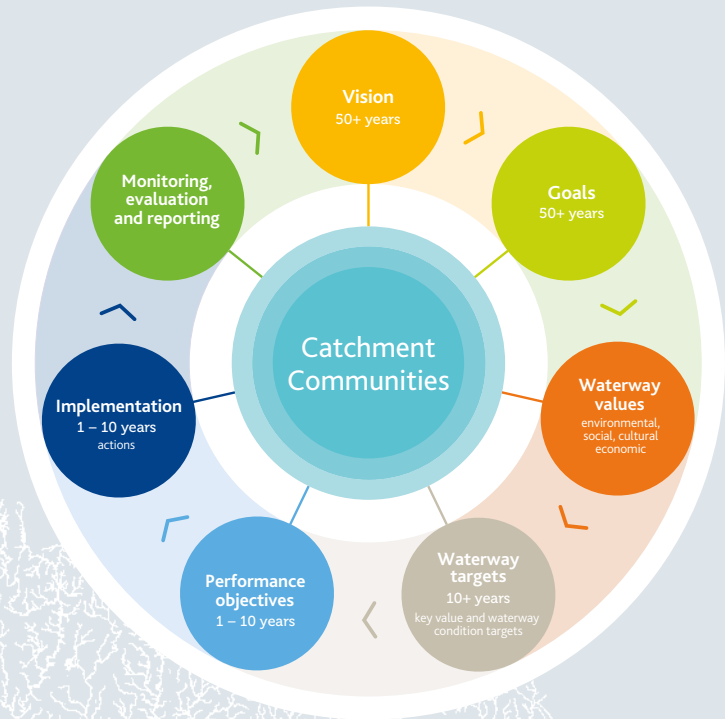 Vision
50+ years
Goals
50+ years
Waterway
values
environmental,
social, cultural
economic
Waterway
targets
10+ years
key value and waterway
condition targets
Performance
objectives
1 – 10 years
Implementation
1 – 10 years
actions
Monitoring,
evaluation
and reporting
Catchment
Communities